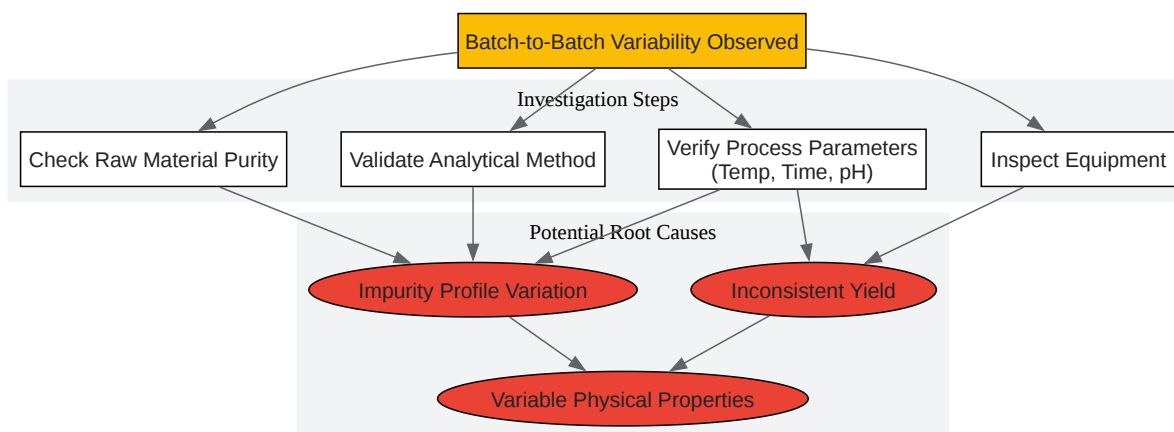 Batch-to-Batch Variability Observed
Investigation Steps
Check Raw Material Purity
Validate Analytical Method
Verify Process Parameters
(Temp, Time, pH)
Inspect Equipment
Potential Root Causes
Impurity Profile Variation
Inconsistent Yield
Variable Physical Properties